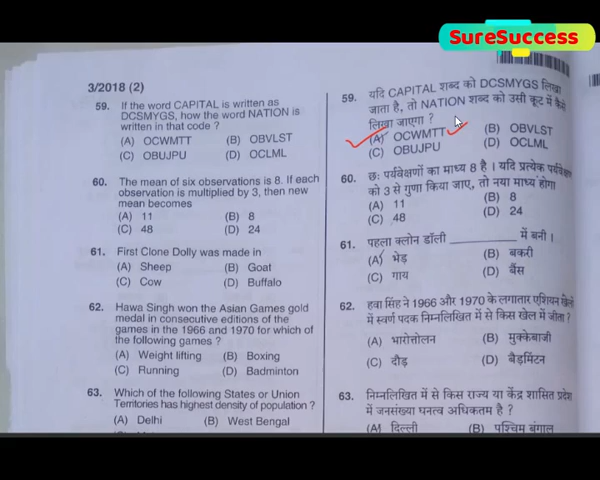 SureSuccess
3/2018 (2)
59. If the word CAPITAL is written as
DCSMYGS, how the word NATION is
written in that code ?
(A) OCWMTT (B) OBVLST
(C) OBUJPU (D) OCLML
60. The mean of six observations is 8. If each
observation is multiplied by 3, then new
mean becomes
(A) 11 (B) 8
(C) 48 (D) 24
61. First Clone Dolly was made in
(A) Sheep (B) Goat
(C) Cow (D) Buffalo
62. Hawa Singh won the Asian Games gold
medal in consecutive editions of the
games in the 1966 and 1970 for which of
the following games ?
(A) Weight lifting (B) Boxing
(C) Running (D) Badminton
63. Which of the following States or Union
Territories has highest density of population ?
(A) Delhi (B) West Bengal
59. यदि CAPITAL शब्द को DCSMYGS लिखा
जाता है, तो NATION शब्द को उसी कूट में कैसे
लिखा जाएगा ?
(A) OCWMTT (B) OBVLST
(C) OBUJPU (D) OCLML
60. छः पर्यवेक्षणों का माध्य 8 है । यदि प्रत्येक पर्यवेक्षण
को 3 से गुणा किया जाए, तो नया माध्य होगा
(A) 11 (B) 8
(C) 48 (D) 24
61. पहला क्लोन डॉली ________ में बनी ।
(A) भेड़ (B) बकरी
(C) गाय (D) बैंस
62. हवा सिंह ने 1966 और 1970 के लगातार एशियन खेलों
में स्वर्ण पदक निम्नलिखित में से किस खेल में जीता ?
(A) भारोत्तोलन (B) मुक्केबाजी
(C) दौड़ (D) बैडमिंटन
63. निम्नलिखित में से किस राज्य या केंद्र शासित प्रदेश
में जनसंख्या घनत्व अधिकतम है ?
(A) दिल्ली (B) पश्चिम बंगाल